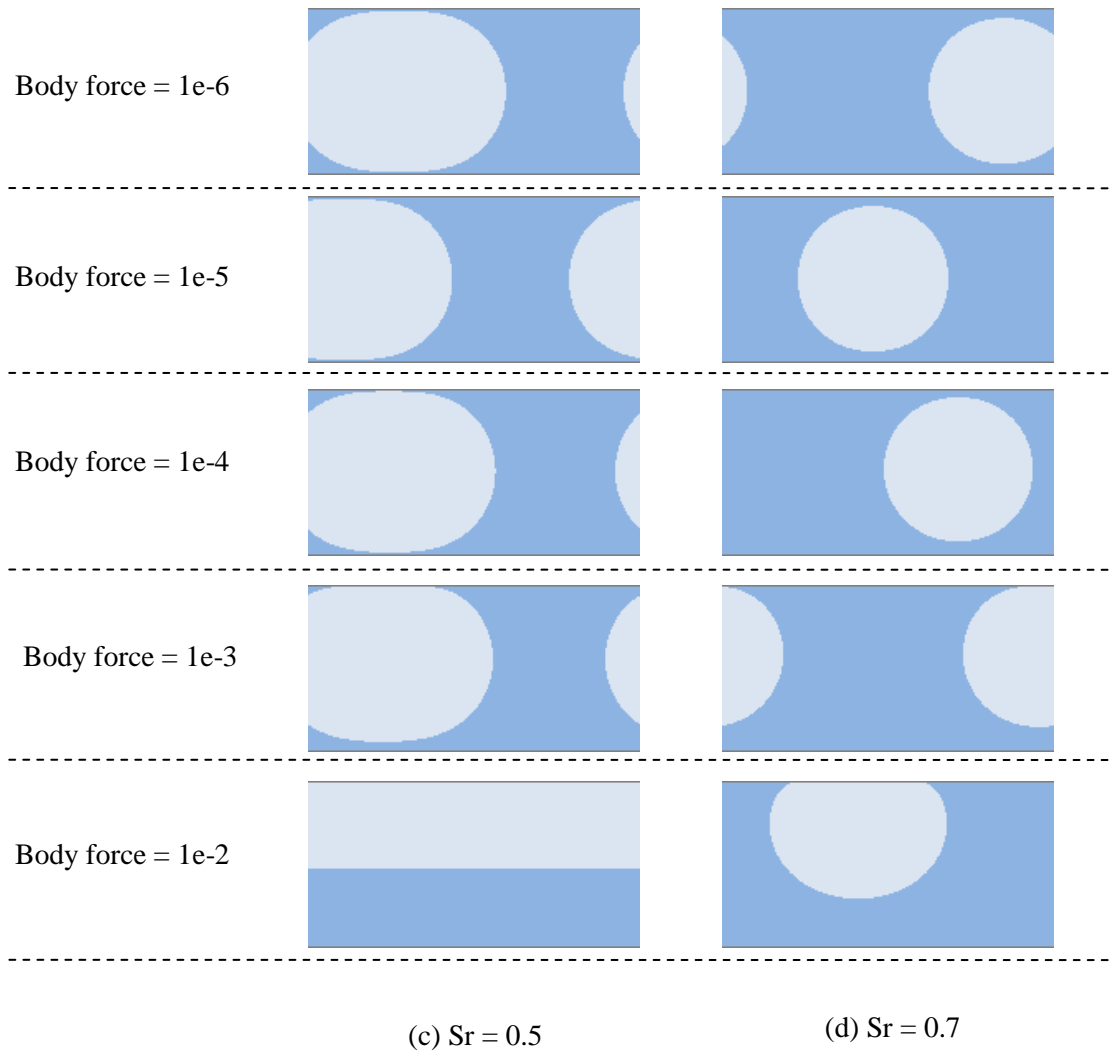 Body force = 1e-6
Body force = 1e-5
Body force = 1e-4
Body force = 1e-3
Body force = 1e-2
(c) Sr = 0.5
(d) Sr = 0.7